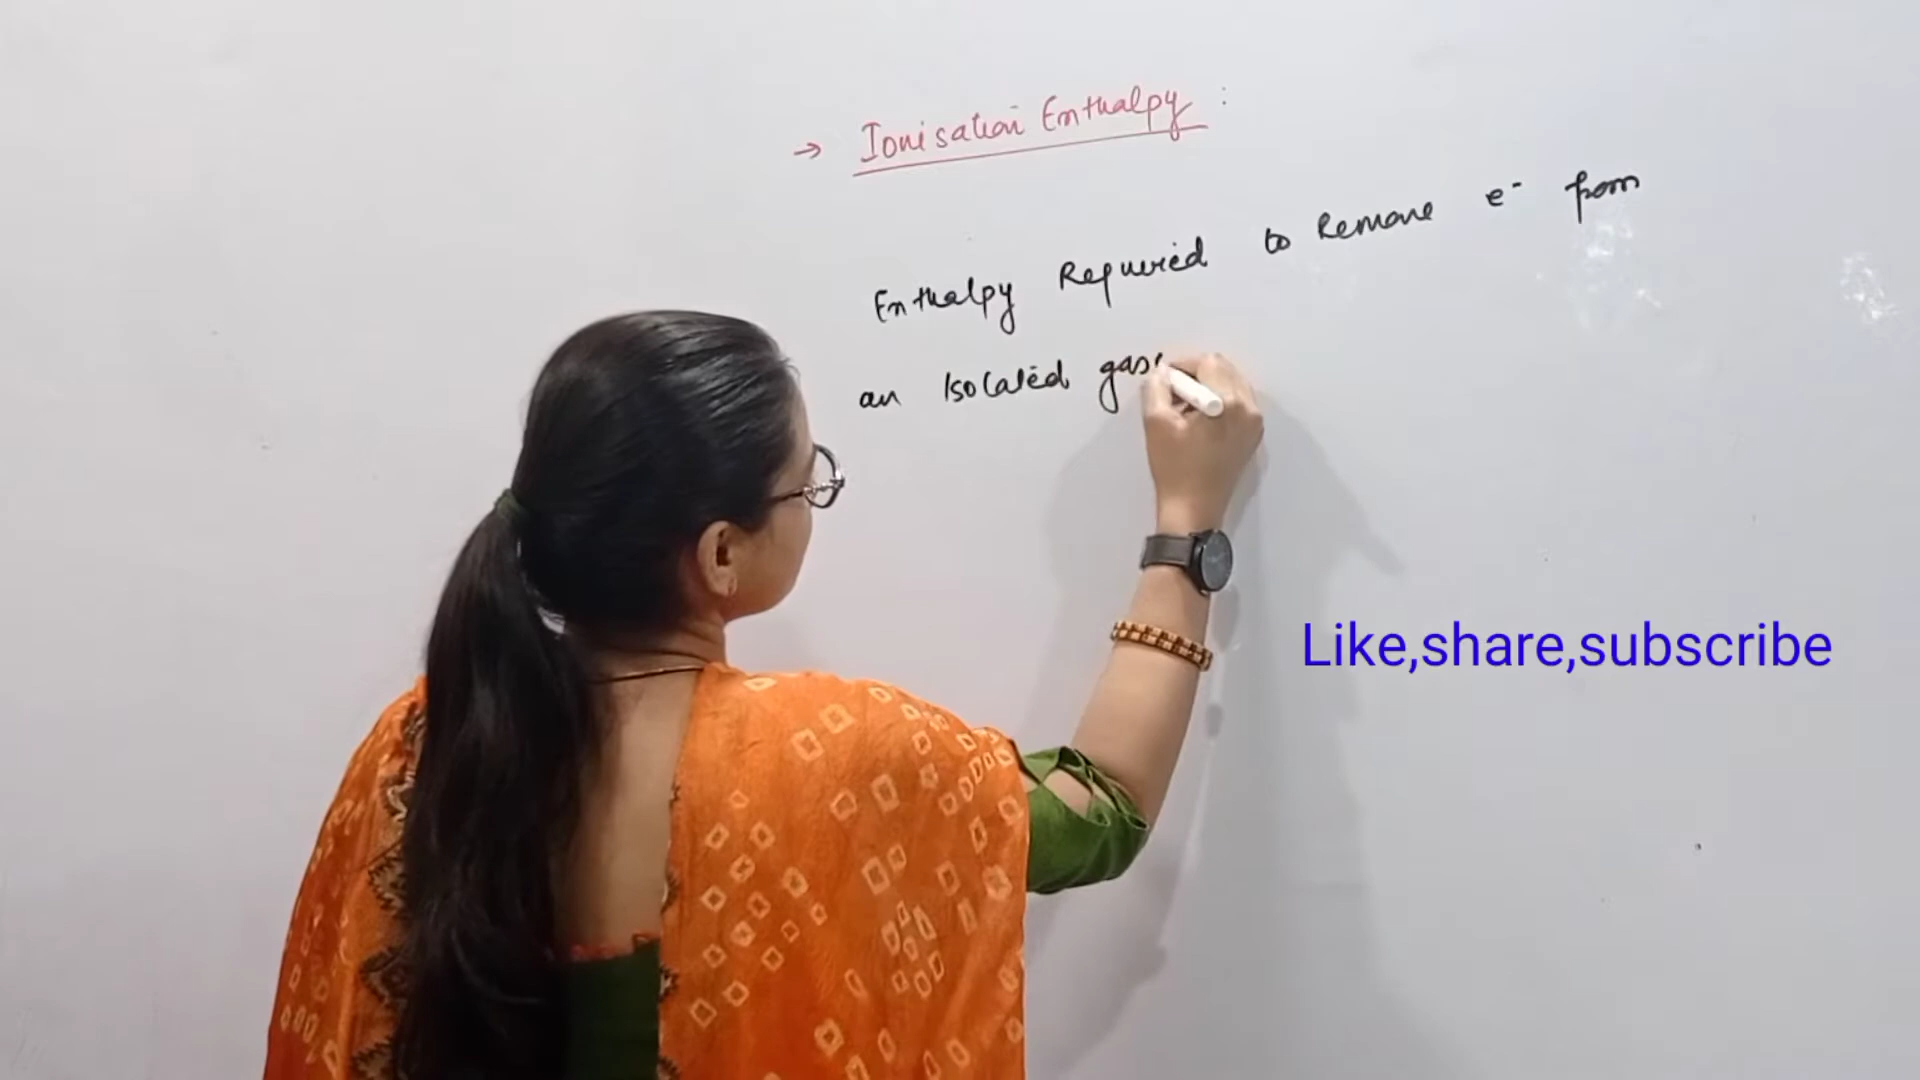 → Ionisation Enthalpy :
Enthalpy Required to Remove e⁻ from
an Isolated gas
Like,share,subscribe